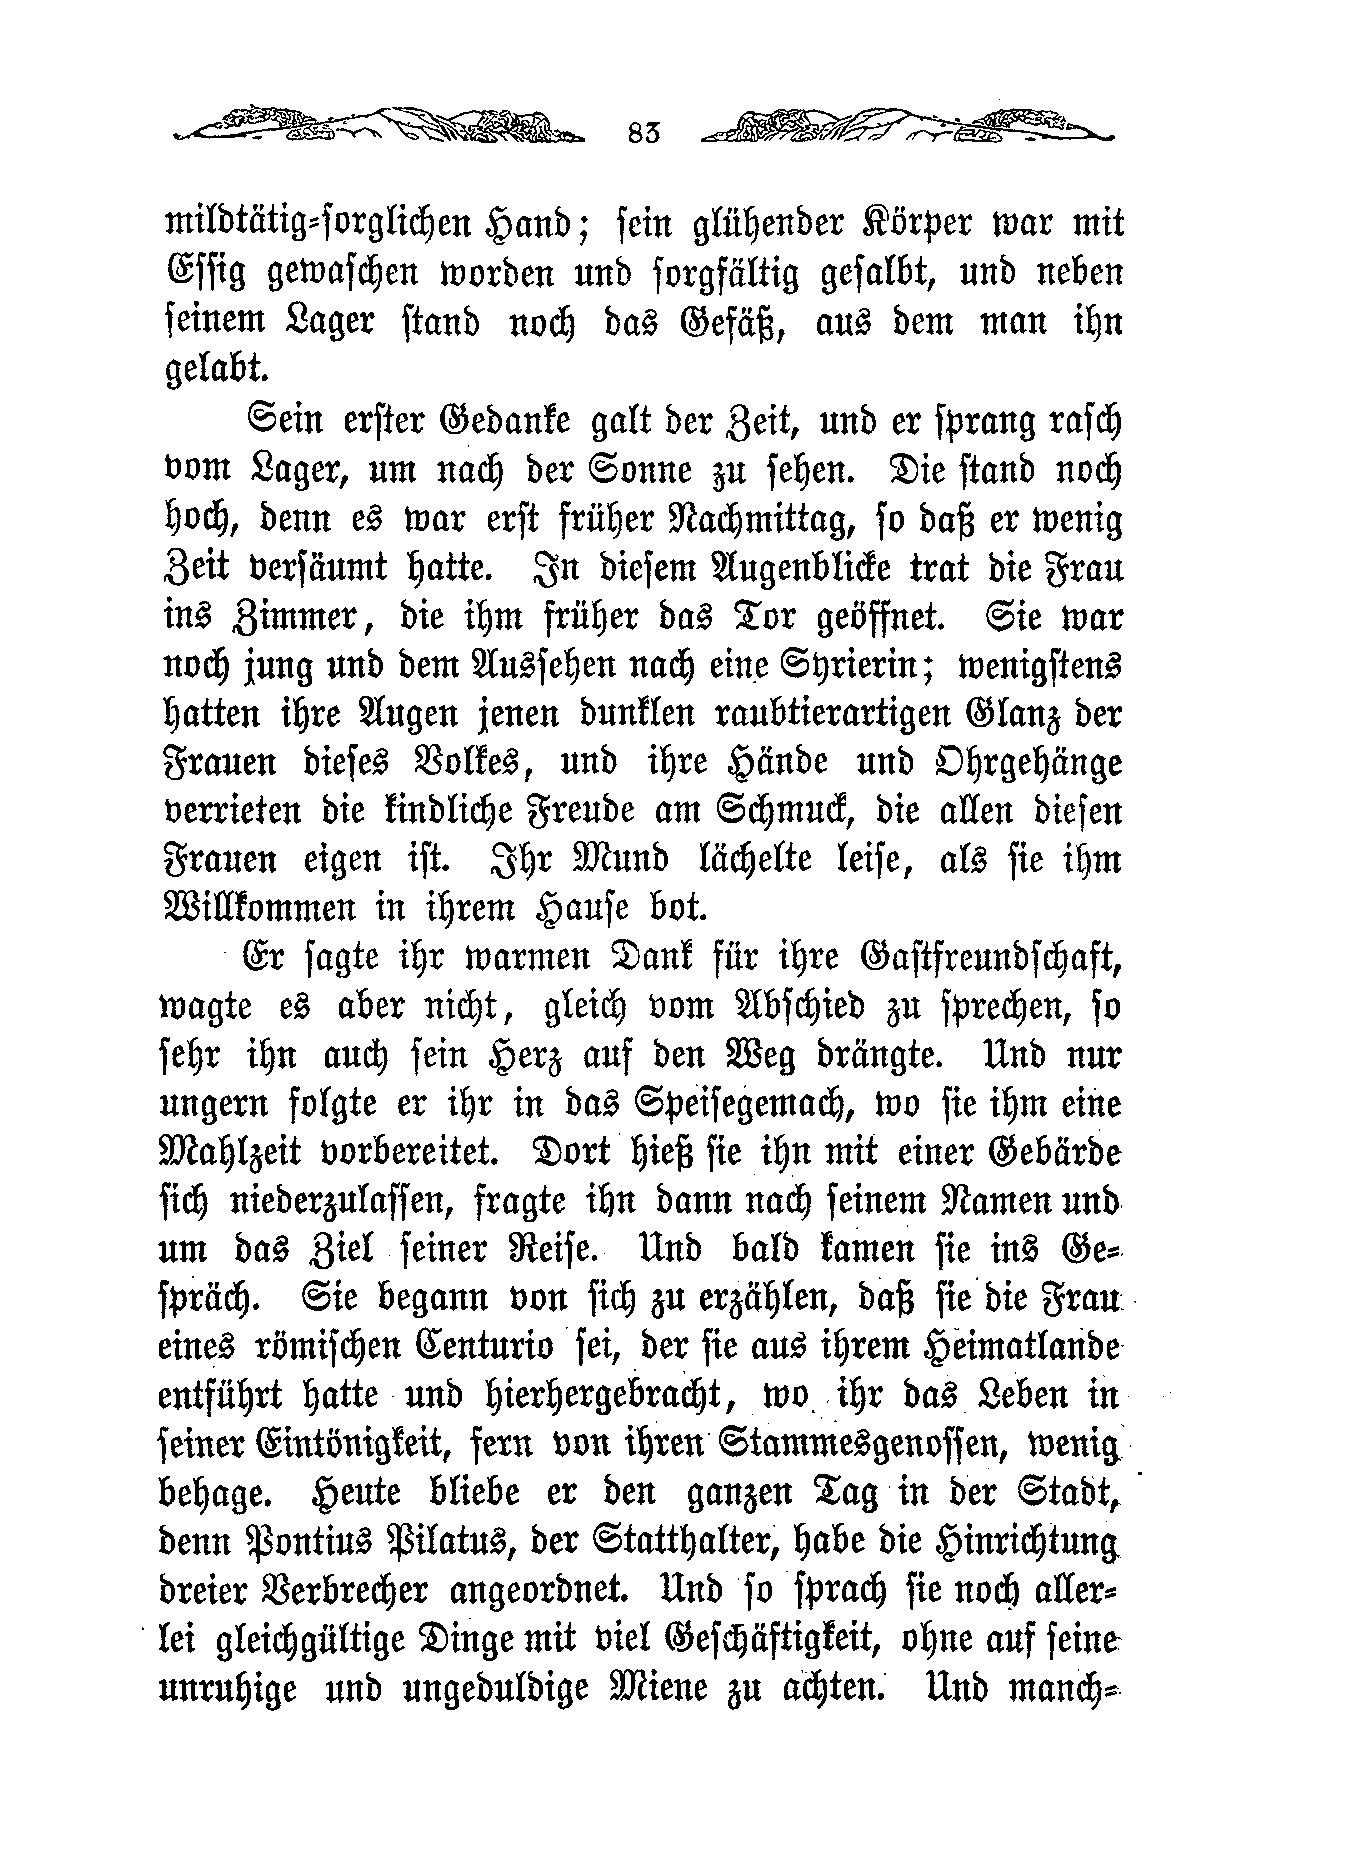 83
mildtätig-sorglichen Hand; sein glühender Körper war mit
Essig gewaschen worden und sorgfältig gesalbt, und neben
seinem Lager stand noch das Gefäß, aus dem man ihn
gelabt.
Sein erster Gedanke galt der Zeit, und er sprang rasch
vom Lager, um nach der Sonne zu sehen. Die stand noch
hoch, denn es war erst früher Nachmittag, so daß er wenig
Zeit versäumt hatte. In diesem Augenblicke trat die Frau
ins Zimmer, die ihm früher das Tor geöffnet. Sie war
noch jung und dem Aussehen nach eine Syrierin; wenigstens
hatten ihre Augen jenen dunklen raubtierartigen Glanz der
Frauen dieses Volkes, und ihre Hände und Ohrgehänge
verrieten die kindliche Freude am Schmuck, die allen diesen
Frauen eigen ist. Ihr Mund lächelte leise, als sie ihm
Willkommen in ihrem Hause bot.
Er sagte ihr warmen Dank für ihre Gastfreundschaft,
wagte es aber nicht, gleich vom Abschied zu sprechen, so
sehr ihn auch sein Herz auf den Weg drängte. Und nur
ungern folgte er ihr in das Speisegemach, wo sie ihm eine
Mahlzeit vorbereitet. Dort hieß sie ihn mit einer Gebärde
sich niederzulassen, fragte ihn dann nach seinem Namen und
um das Ziel seiner Reise. Und bald kamen sie ins Ge-
spräch. Sie begann von sich zu erzählen, daß sie die Frau
eines römischen Centurio sei, der sie aus ihrem Heimatlande
entführt hatte und hierhergebracht, wo ihr das Leben in
seiner Eintönigkeit, fern von ihren Stammesgenossen, wenig
behage. Heute bliebe er den ganzen Tag in der Stadt,
denn Pontius Pilatus, der Statthalter, habe die Hinrichtung
dreier Verbrecher angeordnet. Und so sprach sie noch aller-
lei gleichgültige Dinge mit viel Geschäftigkeit, ohne auf seine
unruhige und ungeduldige Miene zu achten. Und manch-